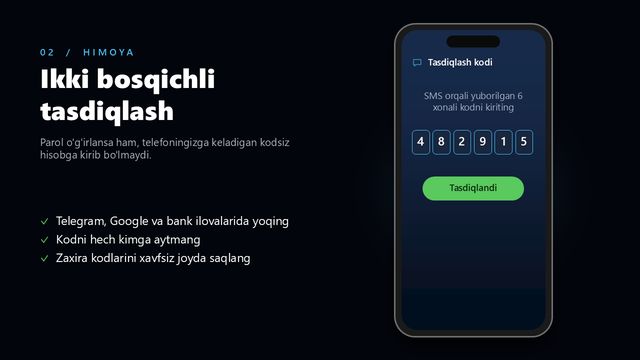 02 / HIMOYA
Ikki bosqichli
tasdiqlash
Parol o'g'irlansa ham, telefoningizga keladigan kodsiz
hisobga kirib bo'lmaydi.
Telegram, Google va bank ilovalarida yoqing
Kodni hech kimga aytmang
Zaxira kodlarini xavfsiz joyda saqlang
Tasdiqlash kodi
SMS orqali yuborilgan 6
xonali kodni kiriting
4 8 2 9 1 5
Tasdiqlandi